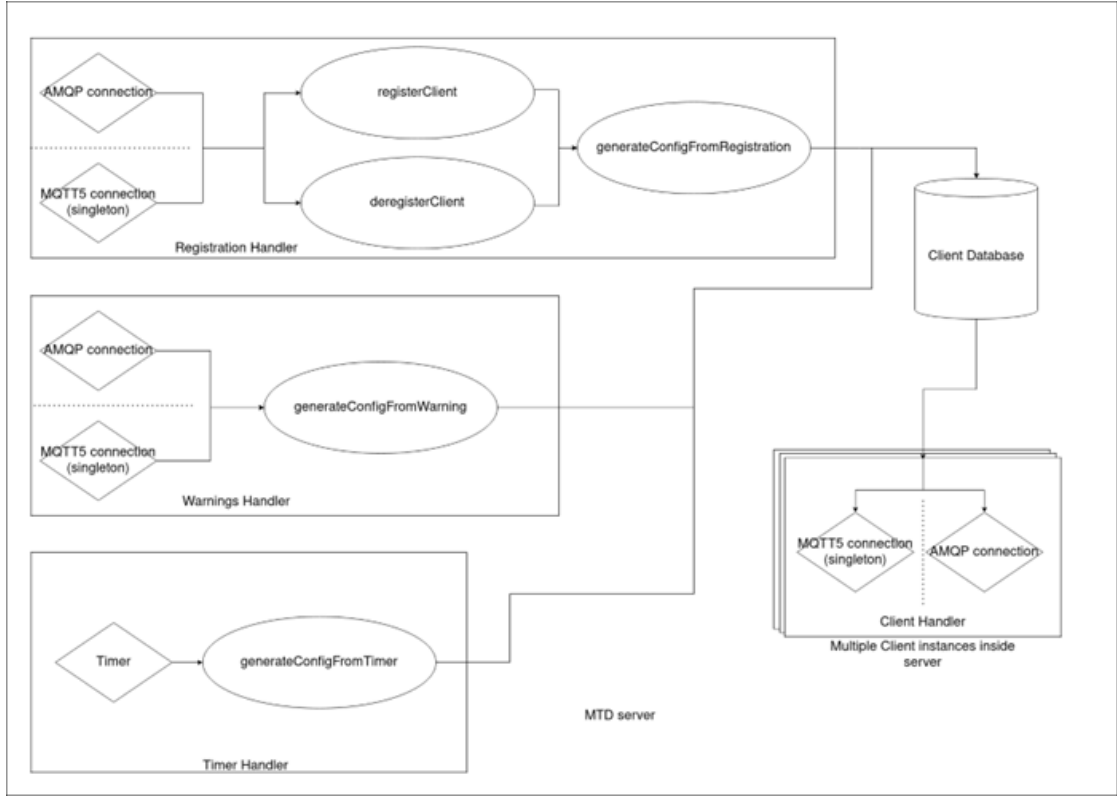 AMQP connection
registerClient
generateConfigFromRegistration
MQTT5 connection
(singleton)
deregisterClient
Registration Handler
Client Database
AMQP connection
generateConfigFromWarning
MQTT5 connection
(singleton)
Warnings Handler
MQTT5 connection
(singleton)
AMQP connection
Client Handler
Multiple Client instances inside
server
Timer
generateConfigFromTimer
MTD server
Timer Handler